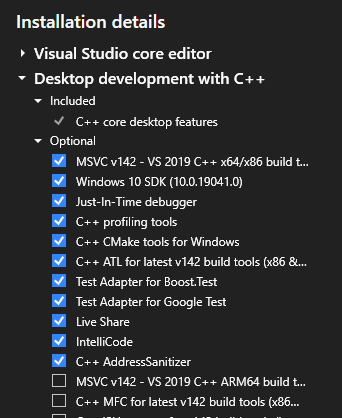 Installation details
Visual Studio core editor
Desktop development with C++
Included
C++ core desktop features
Optional
MSVC v142 - VS 2019 C++ x64/x86 build t...
Windows 10 SDK (10.0.19041.0)
Just-In-Time debugger
C++ profiling tools
C++ CMake tools for Windows
C++ ATL for latest v142 build tools (x86 &...
Test Adapter for Boost.Test
Test Adapter for Google Test
Live Share
IntelliCode
C++ AddressSanitizer
MSVC v142 - VS 2019 C++ ARM64 build t...
C++ MFC for latest v142 build tools (x86...